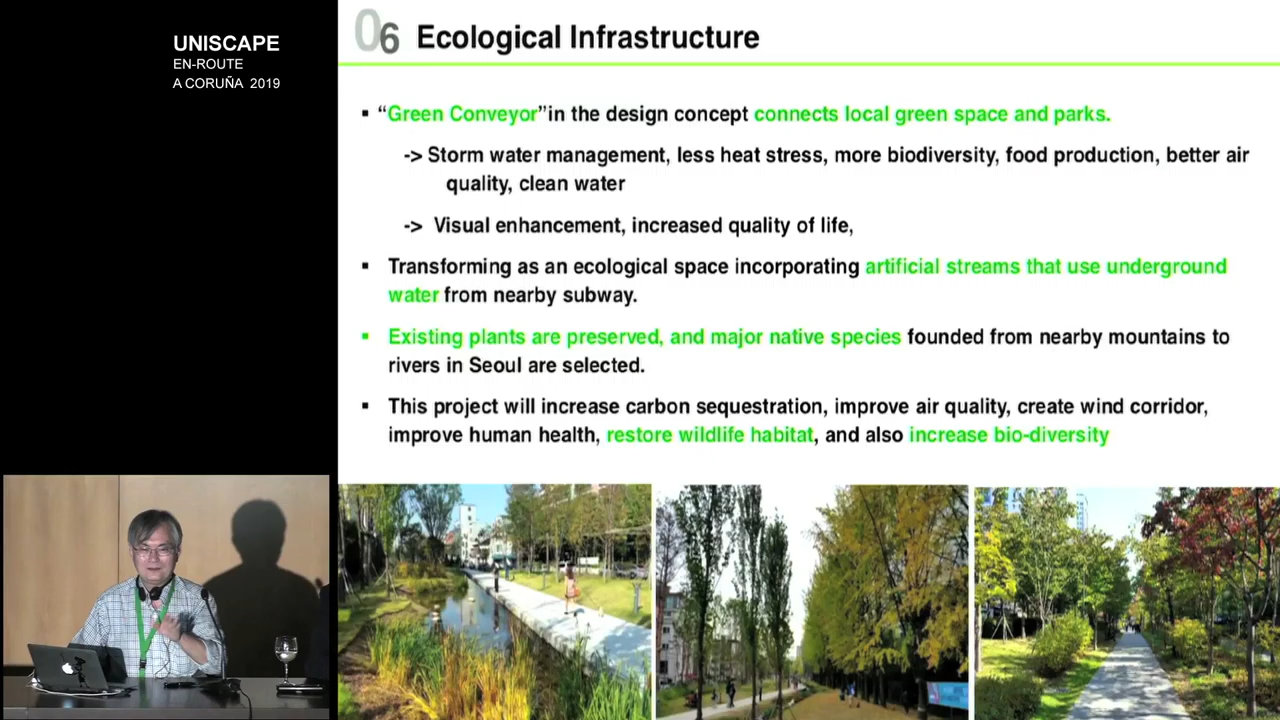 UNISCAPE
EN-ROUTE
A CORUÑA 2019
06 Ecological Infrastructure
▪ “Green Conveyor”in the design concept connects local green space and parks.
-> Storm water management, less heat stress, more biodiversity, food production, better air
quality, clean water
-> Visual enhancement, increased quality of life,
▪ Transforming as an ecological space incorporating artificial streams that use underground
water from nearby subway.
▪ Existing plants are preserved, and major native species founded from nearby mountains to
rivers in Seoul are selected.
▪ This project will increase carbon sequestration, improve air quality, create wind corridor,
improve human health, restore wildlife habitat, and also increase bio-diversity